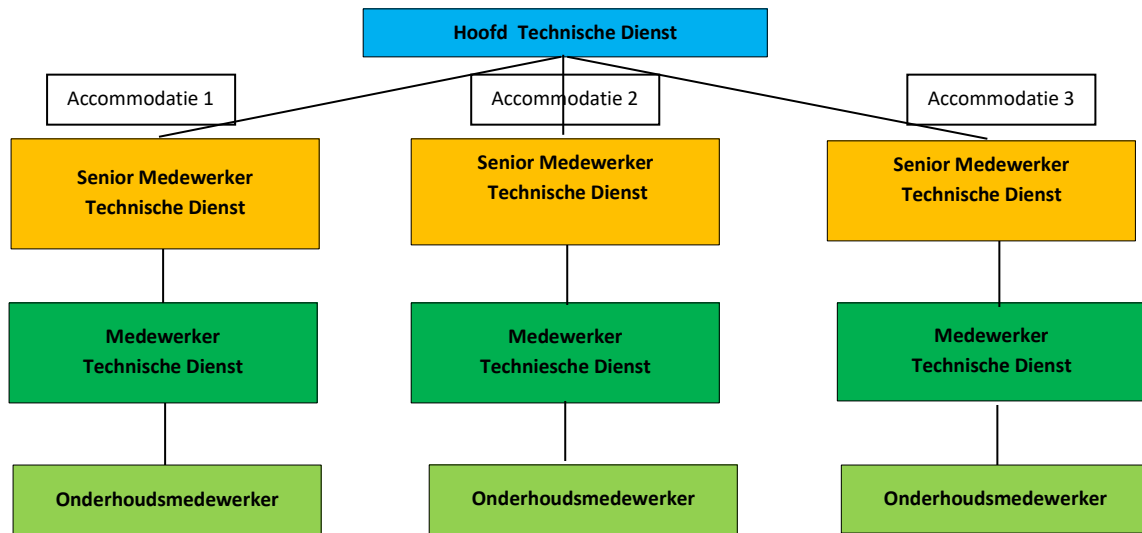 Hoofd  Technische Dienst
Accommodatie 1
Accommodatie 2
Accommodatie 3
Senior Medewerker
Technische Dienst
Senior Medewerker
Technische Dienst
Senior Medewerker
Technische Dienst
Medewerker
Technische Dienst
Medewerker
Techniesche Dienst
Medewerker
Technische Dienst
Onderhoudsmedewerker
Onderhoudsmedewerker
Onderhoudsmedewerker